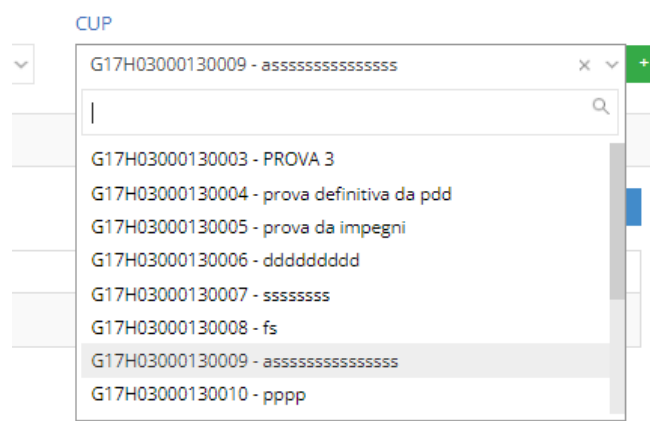 CUP
G17H03000130009 - asssssssssssssss
G17H03000130003 - PROVA 3
G17H03000130004 - prova definitiva da pdd
G17H03000130005 - prova da impegni
G17H03000130006 - ddddddddd
G17H03000130007 - ssssssss
G17H03000130008 - fs
G17H03000130009 - asssssssssssssss
G17H03000130010 - pppp